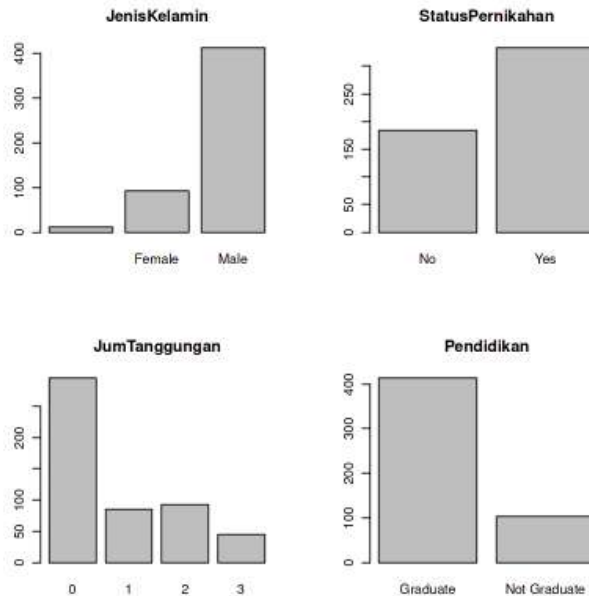 JenisKelamin
400
300
200
100
0
Female
Male
StatusPernikahan
250
150
50
0
No
Yes
JumTanggungan
200
100
50
0
0
1
2
3
Pendidikan
400
300
200
100
0
Graduate
Not Graduate